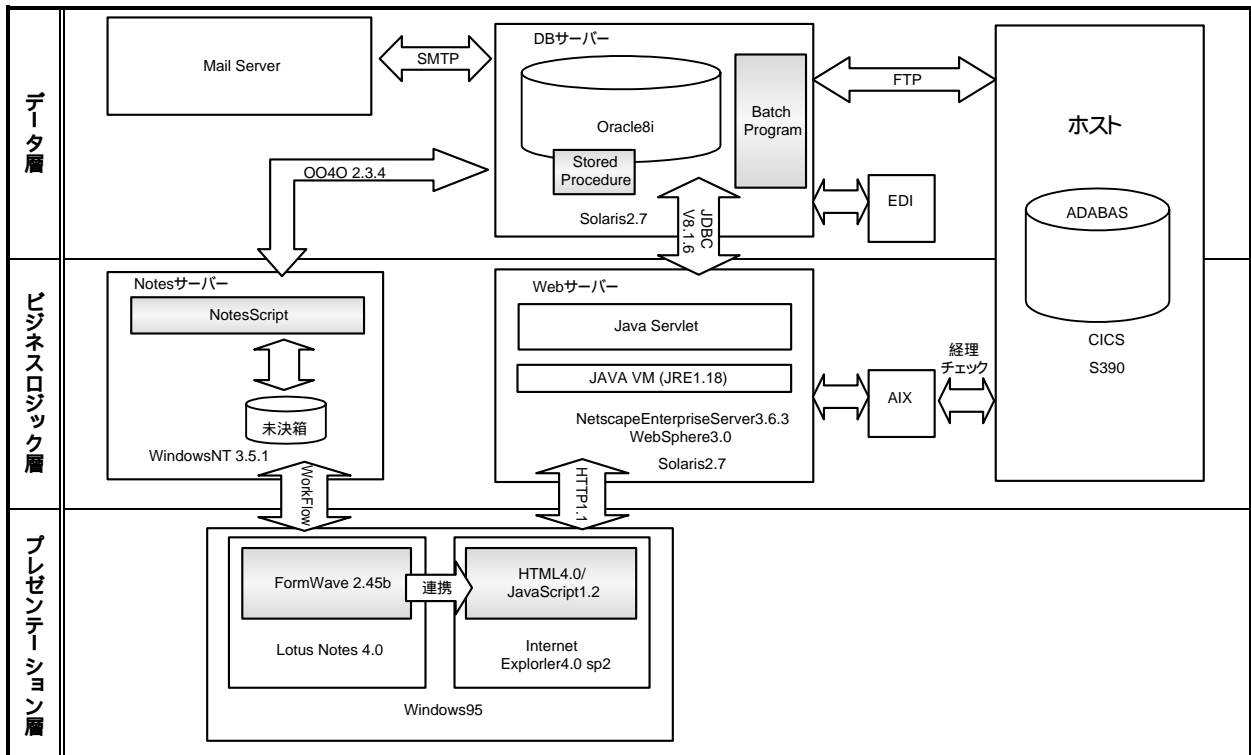 データ層
Mail Server
SMTP
DBサーバー
Oracle8i
Stored
Procedure
Batch
Program
Solaris2.7
FTP
EDI
ホスト
ADABAS
CICS
S390
OO4O 2.3.4
JDBC
V8.1.6
ビジネスロジック層
Notesサーバー
NotesScript
未決箱
WindowsNT 3.5.1
Webサーバー
Java Servlet
JAVA VM (JRE1.18)
NetscapeEnterpriseServer3.6.3
WebSphere3.0
Solaris2.7
AIX
経理
チェック
WorkFlow
HTTP1.1
プレゼンテーション層
FormWave 2.45b
連携
HTML4.0/
JavaScript1.2
Lotus Notes 4.0
Internet
Explorler4.0 sp2
Windows95